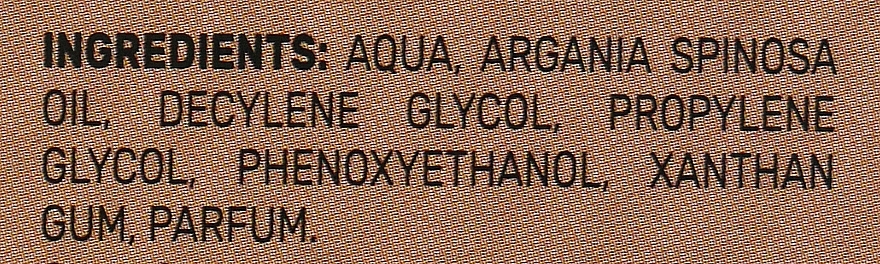 INGREDIENTS: AQUA, ARGANIA SPINOSA
OIL, DECYLENE GLYCOL, PROPYLENE
GLYCOL, PHENOXYETHANOL, XANTHAN
GUM, PARFUM.